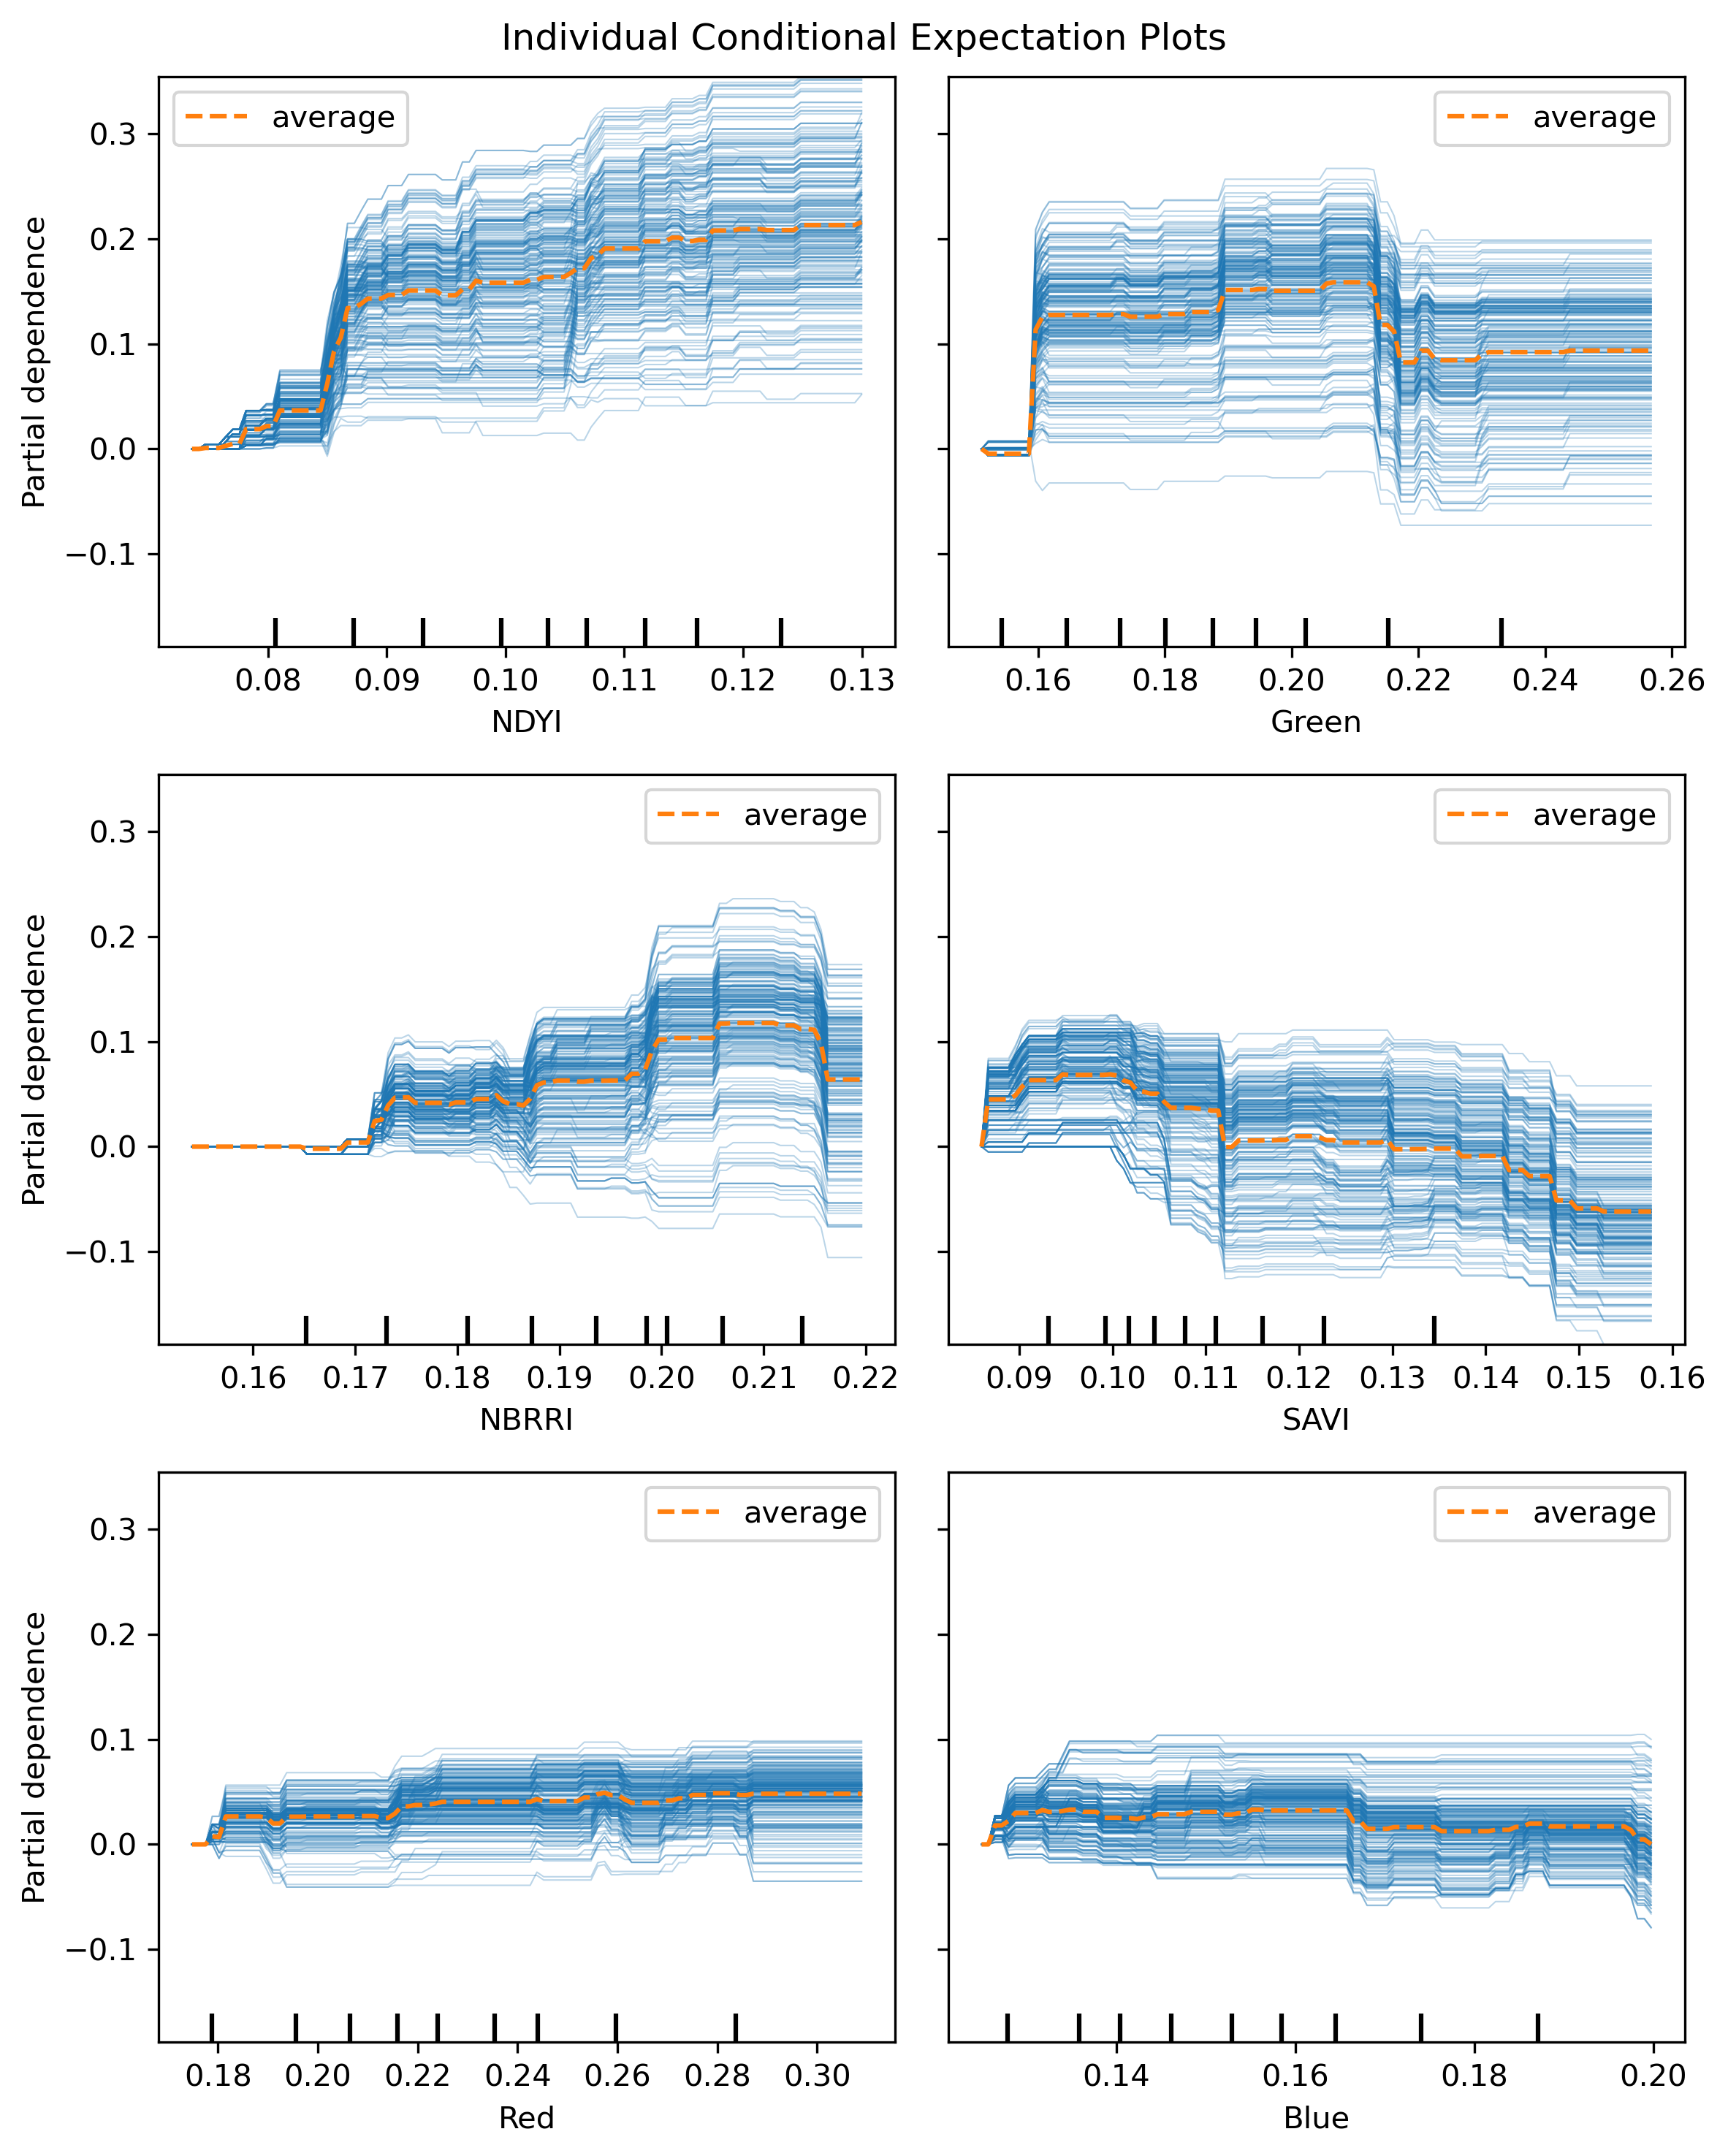 Individual Conditional Expectation Plots
average
average
Partial dependence
0.3
0.2
0.1
0.0
−0.1
0.08 0.09 0.10 0.11 0.12 0.13
0.16 0.18 0.20 0.22 0.24 0.26
NDYI
Green
average
average
Partial dependence
0.3
0.2
0.1
0.0
−0.1
0.16 0.17 0.18 0.19 0.20 0.21 0.22
0.09 0.10 0.11 0.12 0.13 0.14 0.15 0.16
NBRRI
SAVI
average
average
Partial dependence
0.3
0.2
0.1
0.0
−0.1
0.18 0.20 0.22 0.24 0.26 0.28 0.30
0.14 0.16 0.18 0.20
Red
Blue